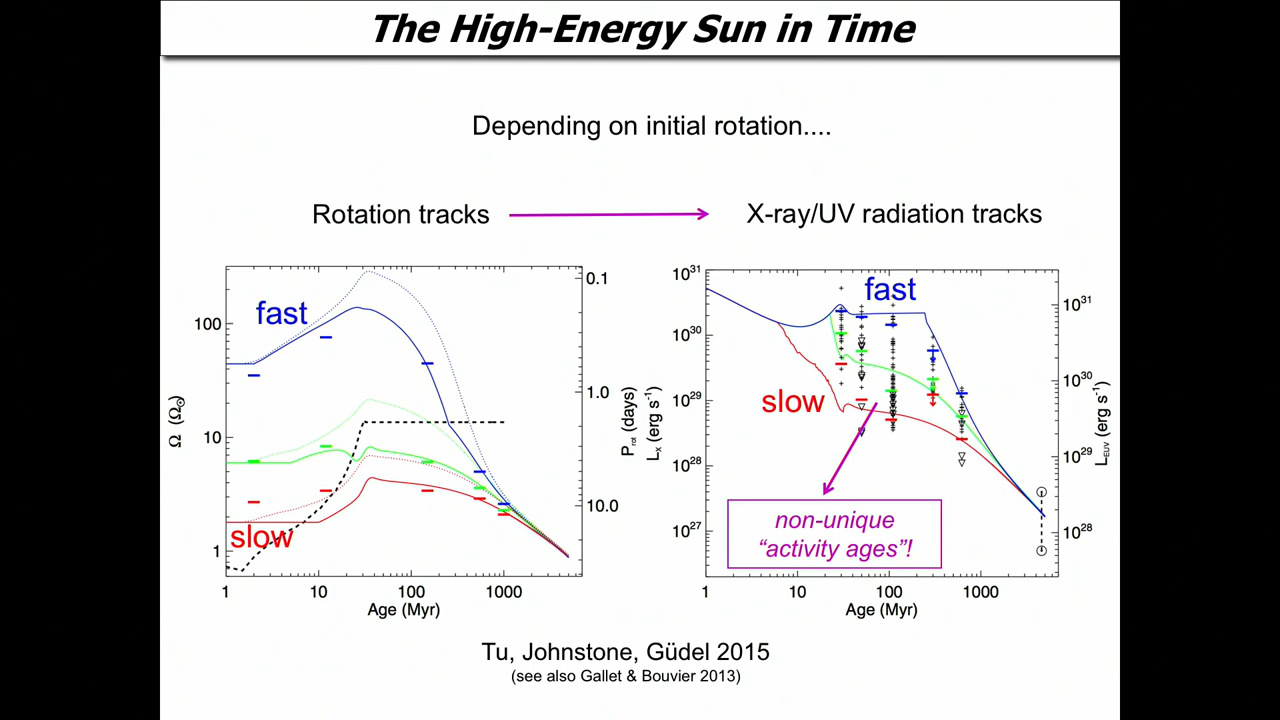 The High-Energy Sun in Time
Depending on initial rotation....
Rotation tracks
X-ray/UV radiation tracks
fast
slow
100
10
1
Ω (Ω⊙)
0.1
1.0
10.0
P_rot (days)
1
10
100
1000
Age (Myr)
fast
slow
10^31
10^30
10^29
10^28
10^27
L_X (erg s^-1)
10^31
10^30
10^29
10^28
L_EUV (erg s^-1)
non-unique
“activity ages”!
1
10
100
1000
Age (Myr)
Tu, Johnstone, Güdel 2015
(see also Gallet & Bouvier 2013)